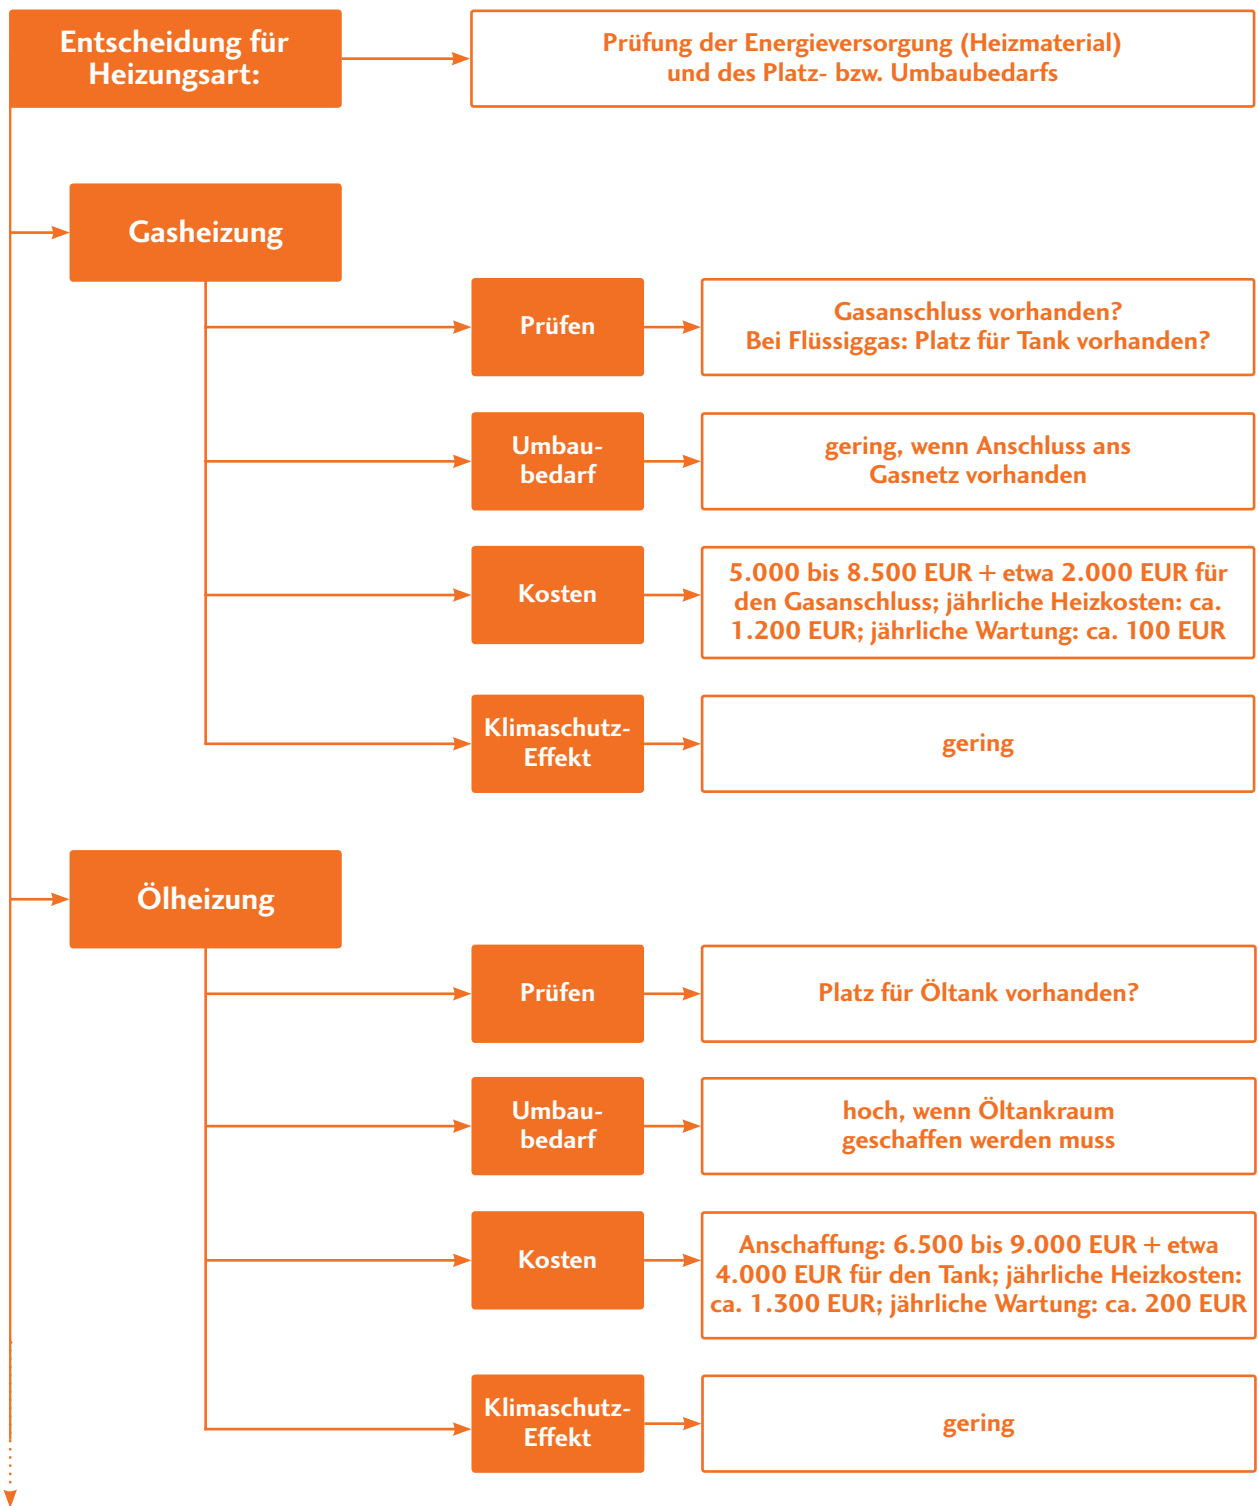 Entscheidung für
Heizungsart:
Prüfung der Energieversorgung (Heizmaterial)
und des Platz- bzw. Umbaubedarfs
Gasheizung
Prüfen
Gasanschluss vorhanden?
Bei Flüssiggas: Platz für Tank vorhanden?
Umbau-
bedarf
gering, wenn Anschluss ans
Gasnetz vorhanden
Kosten
5.000 bis 8.500 EUR + etwa 2.000 EUR für
den Gasanschluss; jährliche Heizkosten: ca.
1.200 EUR; jährliche Wartung: ca. 100 EUR
Klimaschutz-
Effekt
gering
Ölheizung
Prüfen
Platz für Öltank vorhanden?
Umbau-
bedarf
hoch, wenn Öltankraum
geschaffen werden muss
Kosten
Anschaffung: 6.500 bis 9.000 EUR + etwa
4.000 EUR für den Tank; jährliche Heizkosten:
ca. 1.300 EUR; jährliche Wartung: ca. 200 EUR
Klimaschutz-
Effekt
gering